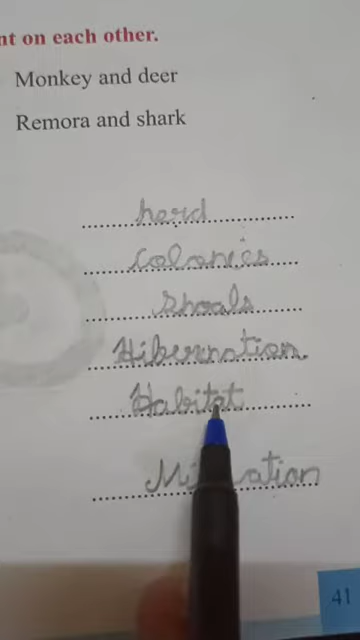 nt on each other.
Monkey and deer
Remora and shark
herd
Colonies
Shoals
Hibernation
Habitat
41